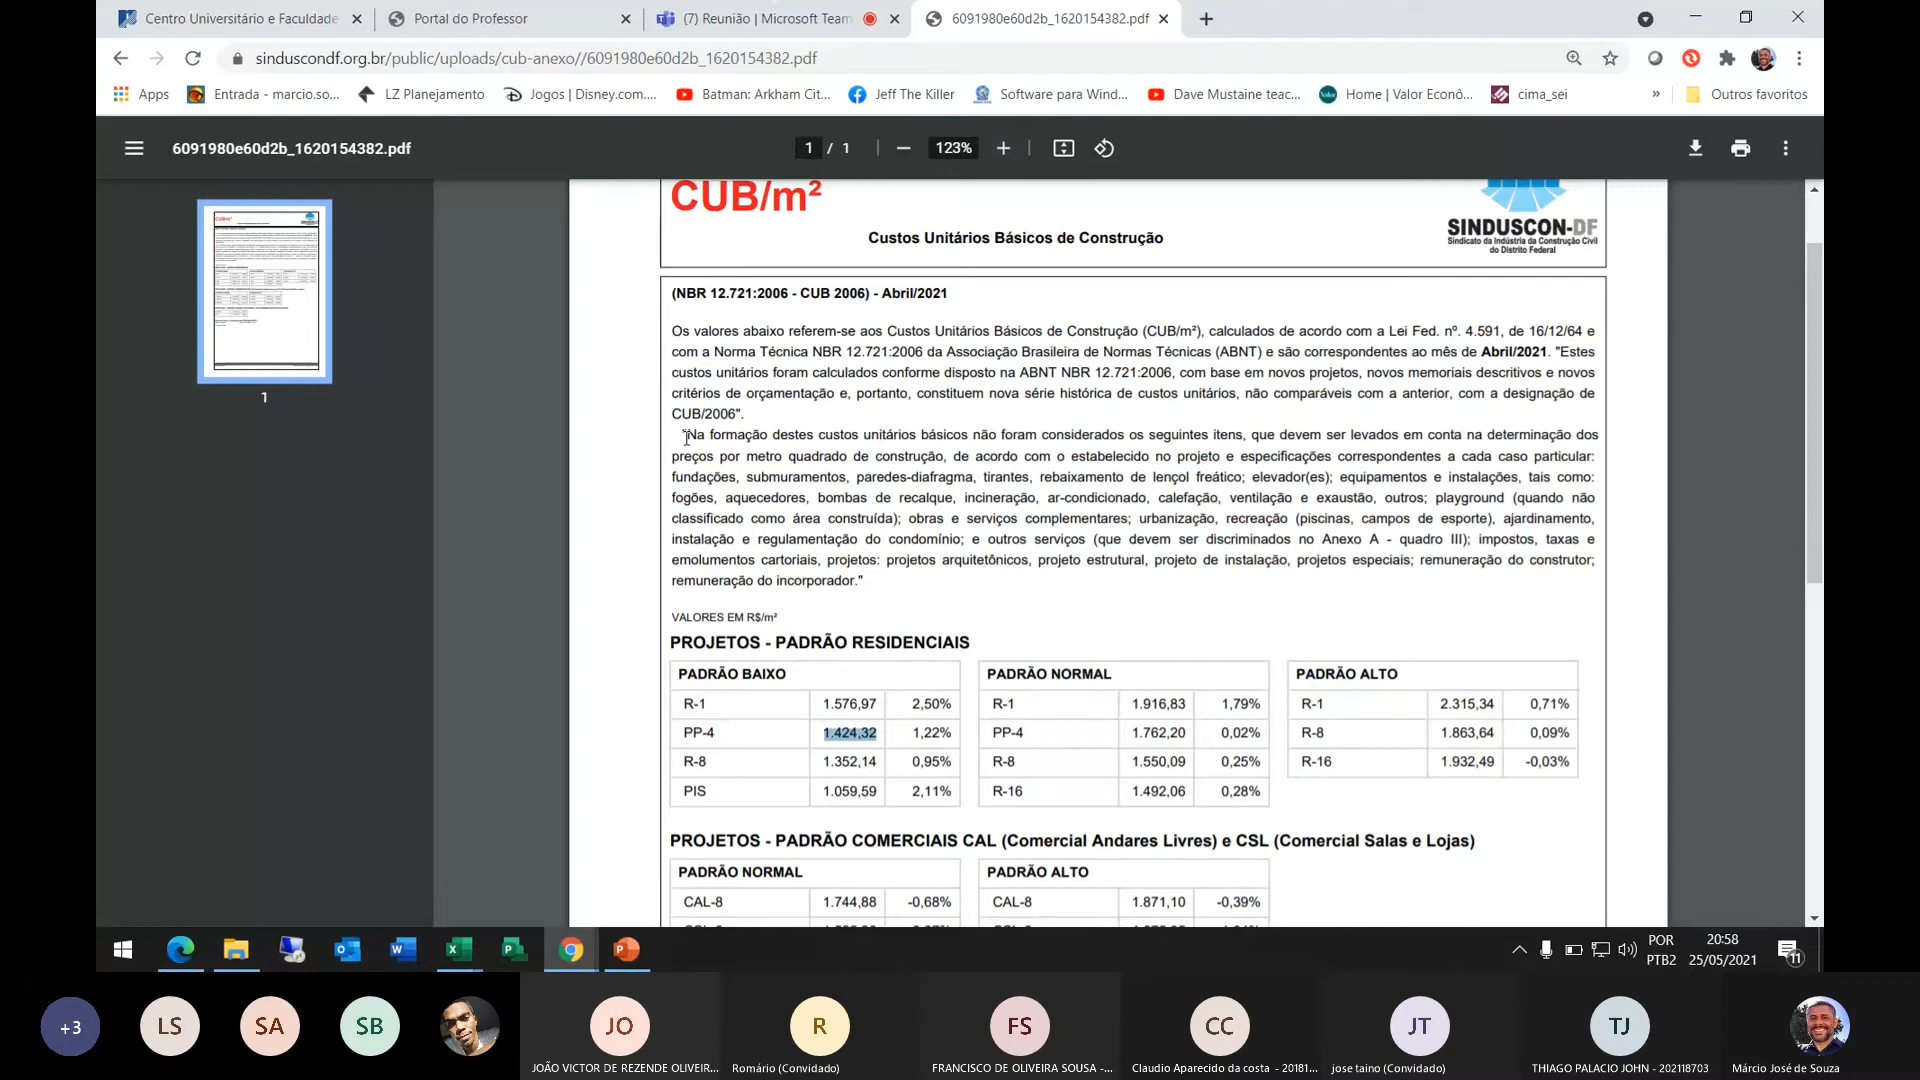 Centro Universitário e Faculdade
Portal do Professor
(7) Reunião | Microsoft Team
6091980e60d2b_1620154382.pdf
sinduscondf.org.br/public/uploads/cub-anexo//6091980e60d2b_1620154382.pdf
Apps
Entrada - marcio.so...
LZ Planejamento
Jogos | Disney.com....
Batman: Arkham Cit...
Jeff The Killer
Software para Wind...
Dave Mustaine teac...
Home | Valor Econô...
cima_sei
»
Outros favoritos
6091980e60d2b_1620154382.pdf
1 / 1
123%
1
CUB/m²
Custos Unitários Básicos de Construção
SINDUSCON-DF
Sindicato da Indústria da Construção Civil
do Distrito Federal
(NBR 12.721:2006 - CUB 2006) - Abril/2021
Os valores abaixo referem-se aos Custos Unitários Básicos de Construção (CUB/m²), calculados de acordo com a Lei Fed. nº. 4.591, de 16/12/64 e
com a Norma Técnica NBR 12.721:2006 da Associação Brasileira de Normas Técnicas (ABNT) e são correspondentes ao mês de Abril/2021. "Estes
custos unitários foram calculados conforme disposto na ABNT NBR 12.721:2006, com base em novos projetos, novos memoriais descritivos e novos
critérios de orçamentação e, portanto, constituem nova série histórica de custos unitários, não comparáveis com a anterior, com a designação de
CUB/2006".
"Na formação destes custos unitários básicos não foram considerados os seguintes itens, que devem ser levados em conta na determinação dos
preços por metro quadrado de construção, de acordo com o estabelecido no projeto e especificações correspondentes a cada caso particular:
fundações, submuramentos, paredes-diafragma, tirantes, rebaixamento de lençol freático; elevador(es); equipamentos e instalações, tais como:
fogões, aquecedores, bombas de recalque, incineração, ar-condicionado, calefação, ventilação e exaustão, outros; playground (quando não
classificado como área construída); obras e serviços complementares; urbanização, recreação (piscinas, campos de esporte), ajardinamento,
instalação e regulamentação do condomínio; e outros serviços (que devem ser discriminados no Anexo A - quadro III); impostos, taxas e
emolumentos cartoriais, projetos: projetos arquitetônicos, projeto estrutural, projeto de instalação, projetos especiais; remuneração do construtor;
remuneração do incorporador."
VALORES EM R$/m²
PROJETOS - PADRÃO RESIDENCIAIS
PADRÃO BAIXO
R-1 1.576,97 2,50%
PP-4 1.424,32 1,22%
R-8 1.352,14 0,95%
PIS 1.059,59 2,11%
PADRÃO NORMAL
R-1 1.916,83 1,79%
PP-4 1.762,20 0,02%
R-8 1.550,09 0,25%
R-16 1.492,06 0,28%
PADRÃO ALTO
R-1 2.315,34 0,71%
R-8 1.863,64 0,09%
R-16 1.932,49 -0,03%
PROJETOS - PADRÃO COMERCIAIS CAL (Comercial Andares Livres) e CSL (Comercial Salas e Lojas)
PADRÃO NORMAL
CAL-8 1.744,88 -0,68%
PADRÃO ALTO
CAL-8 1.871,10 -0,39%
POR
PTB2
20:58
25/05/2021
11
+3
LS
SA
SB
JO
R
FS
CC
JT
TJ
JOÃO VICTOR DE REZENDE OLIVEIR...
Romário (Convidado)
FRANCISCO DE OLIVEIRA SOUSA -...
Claudio Aparecido da costa - 20181...
jose taino (Convidado)
THIAGO PALACIO JOHN - 202118703
Márcio José de Souza